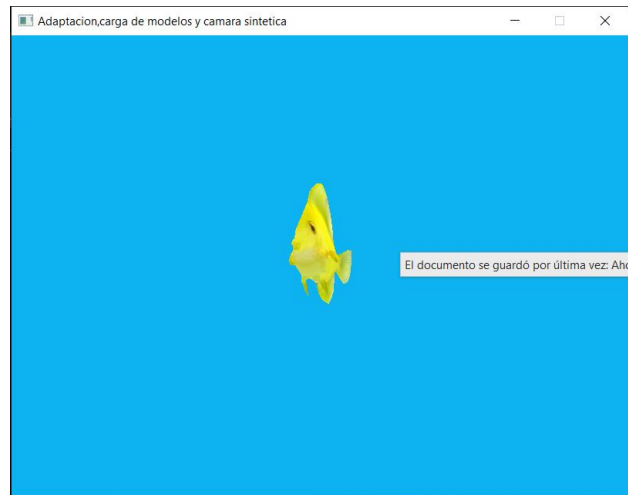 Adaptacion,carga de modelos y camara sintetica
El documento se guardó por última vez: Aho